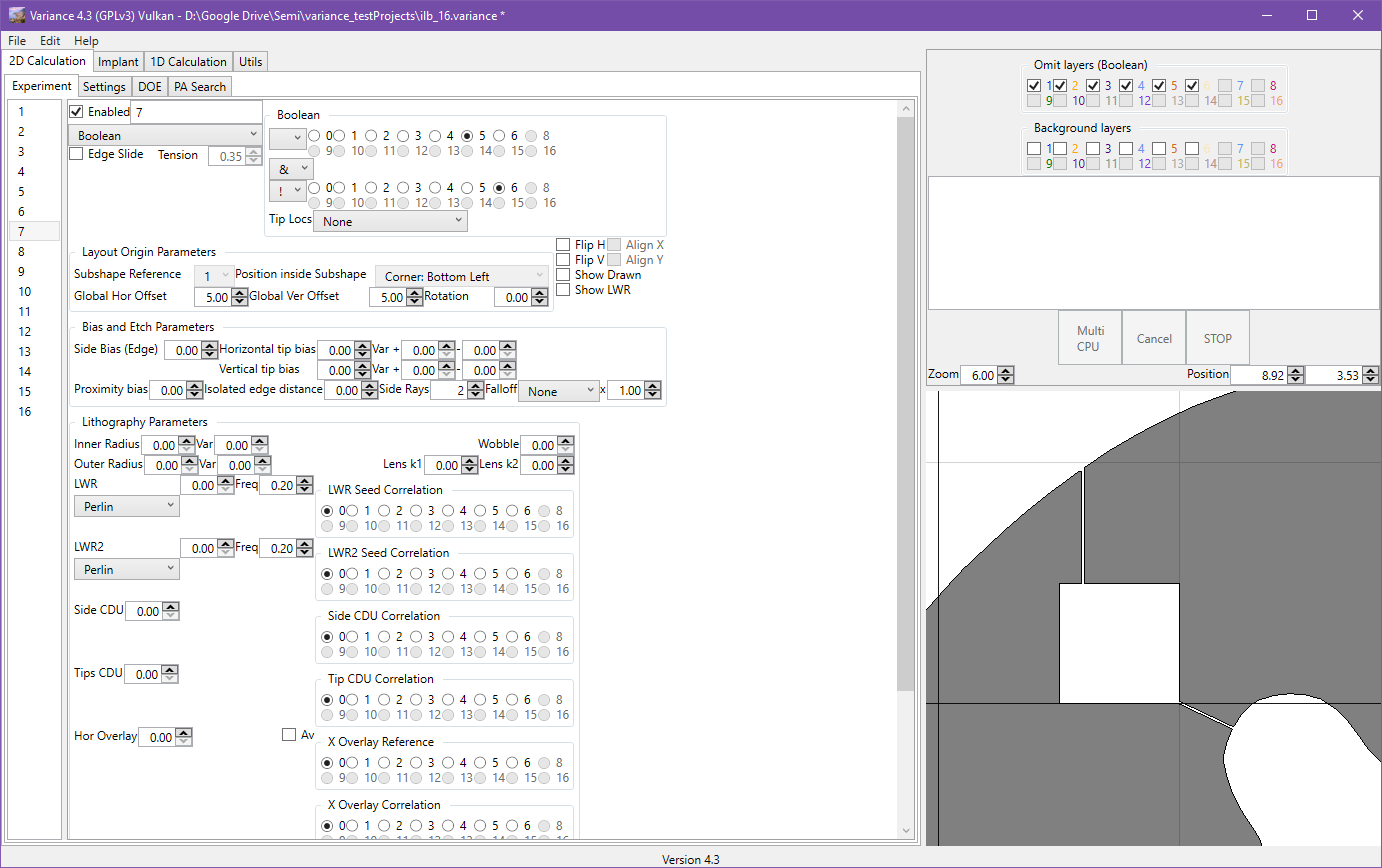 Variance 4.3 (GPLv3) Vulkan - D:\Google Drive\Semi\variance_testProjects\ilb_16.variance *
File Edit Help
2D Calculation Implant 1D Calculation Utils
Experiment Settings DOE PA Search
1
2
3
4
5
6
7
8
9
10
11
12
13
14
15
16
Enabled 7
Boolean
Edge Slide Tension 0.35
Boolean
0 1 2 3 4 5 6 8
9 10 11 12 13 14 15 16
&
! 0 1 2 3 4 5 6 8
9 10 11 12 13 14 15 16
Tip Locs None
Layout Origin Parameters
Subshape Reference 1 Position inside Subshape Corner: Bottom Left
Global Hor Offset 5.00 Global Ver Offset 5.00 Rotation 0.00
Flip H Align X
Flip V Align Y
Show Drawn
Show LWR
Bias and Etch Parameters
Side Bias (Edge) 0.00 Horizontal tip bias 0.00 Var + 0.00 - 0.00
Vertical tip bias 0.00 Var + 0.00 - 0.00
Proximity bias 0.00 Isolated edge distance 0.00 Side Rays 2 Falloff None x 1.00
Lithography Parameters
Inner Radius 0.00 Var 0.00 Wobble 0.00
Outer Radius 0.00 Var 0.00 Lens k1 0.00 Lens k2 0.00
LWR 0.00 Freq 0.20
Perlin
LWR Seed Correlation
0 1 2 3 4 5 6 8
9 10 11 12 13 14 15 16
LWR2 0.00 Freq 0.20
Perlin
LWR2 Seed Correlation
0 1 2 3 4 5 6 8
9 10 11 12 13 14 15 16
Side CDU 0.00
Side CDU Correlation
0 1 2 3 4 5 6 8
9 10 11 12 13 14 15 16
Tips CDU 0.00
Tip CDU Correlation
0 1 2 3 4 5 6 8
9 10 11 12 13 14 15 16
Hor Overlay 0.00 Av
X Overlay Reference
0 1 2 3 4 5 6 8
9 10 11 12 13 14 15 16
X Overlay Correlation
0 1 2 3 4 5 6 8
Omit layers (Boolean)
1 2 3 4 5 6 7 8
9 10 11 12 13 14 15 16
Background layers
1 2 3 4 5 6 7 8
9 10 11 12 13 14 15 16
Multi CPU
Cancel
STOP
Zoom 6.00 Position 8.92 3.53
Version 4.3